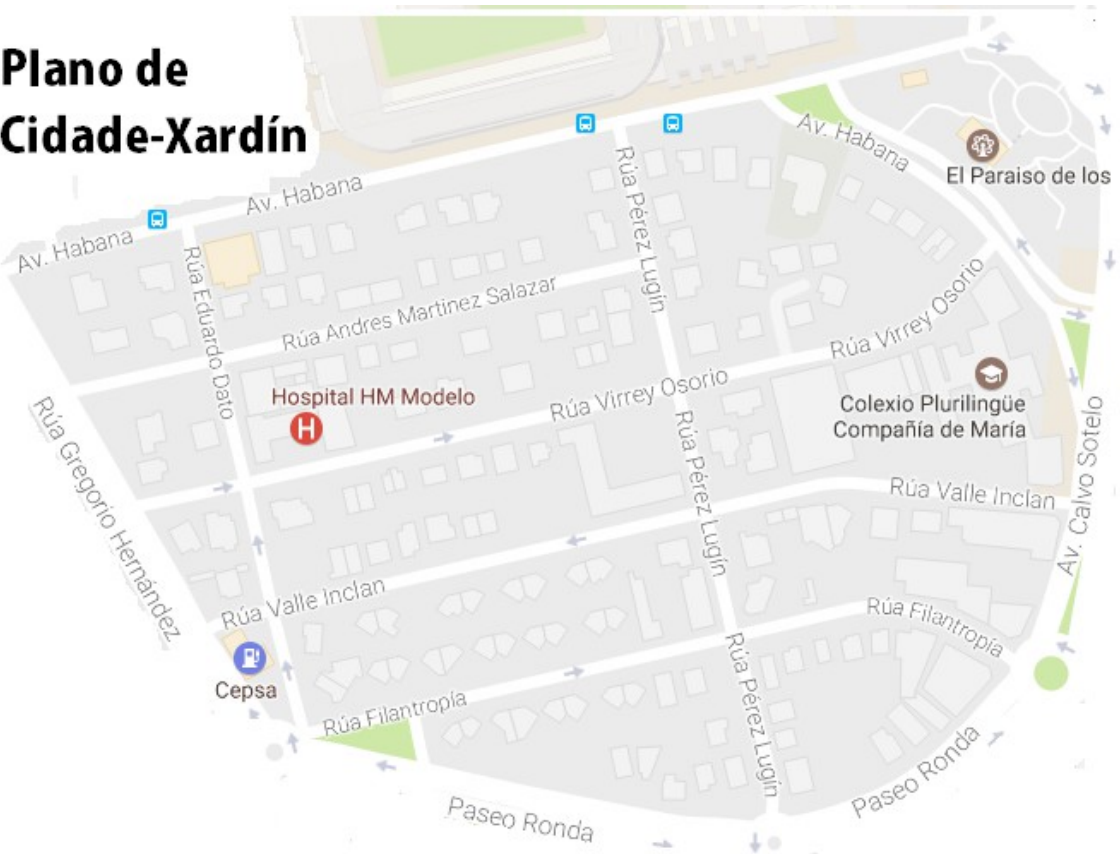 Plano de
Cidade-Xardín
Av. Habana
El Paraiso de los
Av. Habana
Av. Habana
Rúa Pérez Lugín
Rúa Eduardo Dato
Rúa Andres Martinez Salazar
Rúa Virrey Osorio
Hospital HM Modelo
H
Rúa Virrey Osorio
Colexio Plurilingüe
Compañía de María
Rúa Gregorio Hernández
Rúa Pérez Lugín
Av. Calvo Sotelo
Rúa Valle Inclan
Rúa Valle Inclan
Rúa Filantropía
Cepsa
Rúa Filantropía
Rúa Pérez Lugín
Paseo Ronda
Paseo Ronda